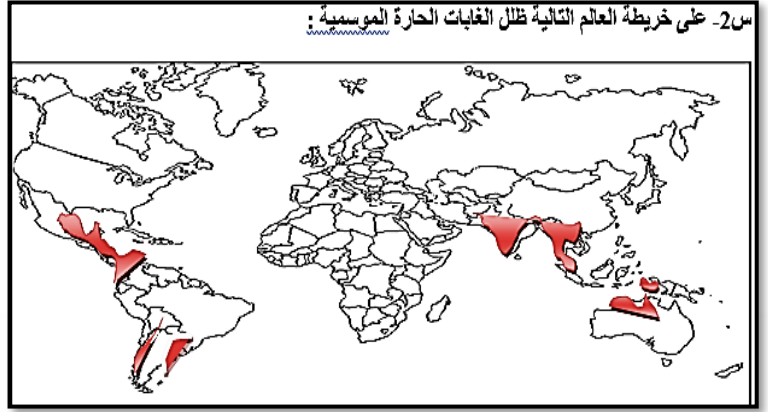 س2- على خريطة العالم التالية ظلل الغابات الحارة الموسمية :